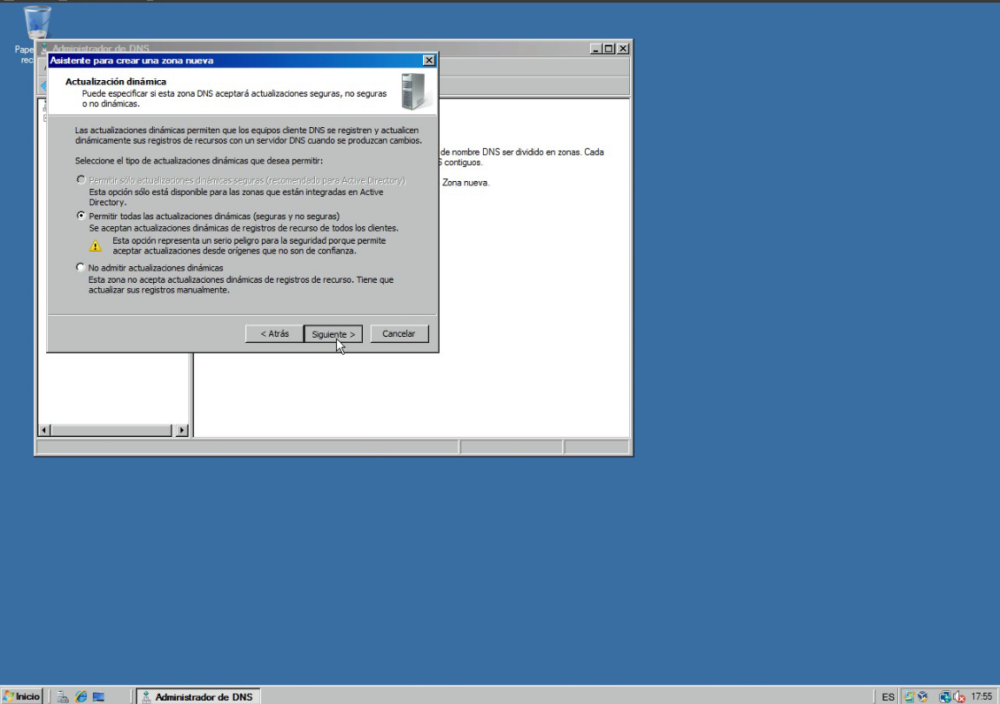 Pape
rec
Administrador de DNS
Asistente para crear una zona nueva
Actualización dinámica
Puede especificar si esta zona DNS aceptará actualizaciones seguras, no seguras
o no dinámicas.
Las actualizaciones dinámicas permiten que los equipos cliente DNS se registren y actualicen
dinámicamente sus registros de recursos con un servidor DNS cuando se produzcan cambios.
Seleccione el tipo de actualizaciones dinámicas que desea permitir:
Permitir sólo actualizaciones dinámicas seguras (recomendado para Active Directory)
Esta opción sólo está disponible para las zonas que están integradas en Active
Directory.
Permitir todas las actualizaciones dinámicas (seguras y no seguras)
Se aceptan actualizaciones dinámicas de registros de recurso de todos los clientes.
Esta opción representa un serio peligro para la seguridad porque permite
aceptar actualizaciones desde orígenes que no son de confianza.
No admitir actualizaciones dinámicas
Esta zona no acepta actualizaciones dinámicas de registros de recurso. Tiene que
actualizar sus registros manualmente.
< Atrás
Siguiente >
Cancelar
de nombre DNS ser dividido en zonas. Cada
S contiguos.
Zona nueva.
Inicio
Administrador de DNS
ES
17:55